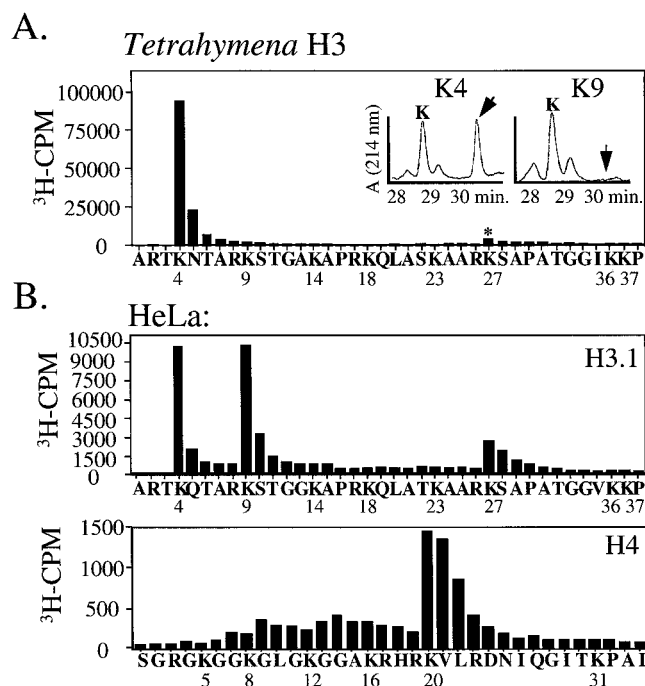 A.
Tetrahymena H3
K4
K9
K
K
A (214 nm)
28 29 30 min.
28 29 30 min.
³H-CPM
100000
75000
50000
25000
0
*
ARTKNTARKSTGAKAPRKQLASKAARKSAPATGGIKKP
4 9 14 18 23 27 36 37
B.
HeLa:
H3.1
³H-CPM
10500
9000
7500
6000
4500
3000
1500
0
ARTKQTARKSTGGKAPRKQLATKAARKSAPATGGVKKP
4 9 14 18 23 27 36 37
H4
³H-CPM
1500
1000
500
0
SGRGKGGKGLGKGGAKRHRKVLRDNIQGITKPAI
5 8 12 16 20 31